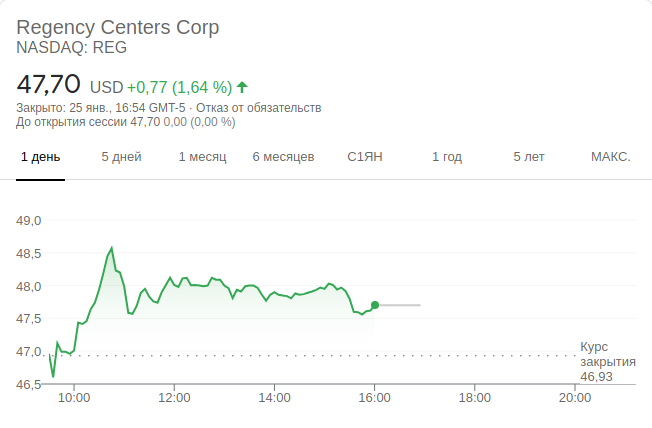 Regency Centers Corp
NASDAQ: REG
47,70 USD +0,77 (1,64 %)
Закрыто: 25 янв., 16:54 GMT-5 · Отказ от обязательств
До открытия сессии 47,70 0,00 (0,00 %)
1 день 5 дней 1 месяц 6 месяцев С1ЯН 1 год 5 лет МАКС.
49,0
48,5
48,0
47,5
47,0
46,5
Курс
закрытия
46,93
10:00 12:00 14:00 16:00 18:00 20:00